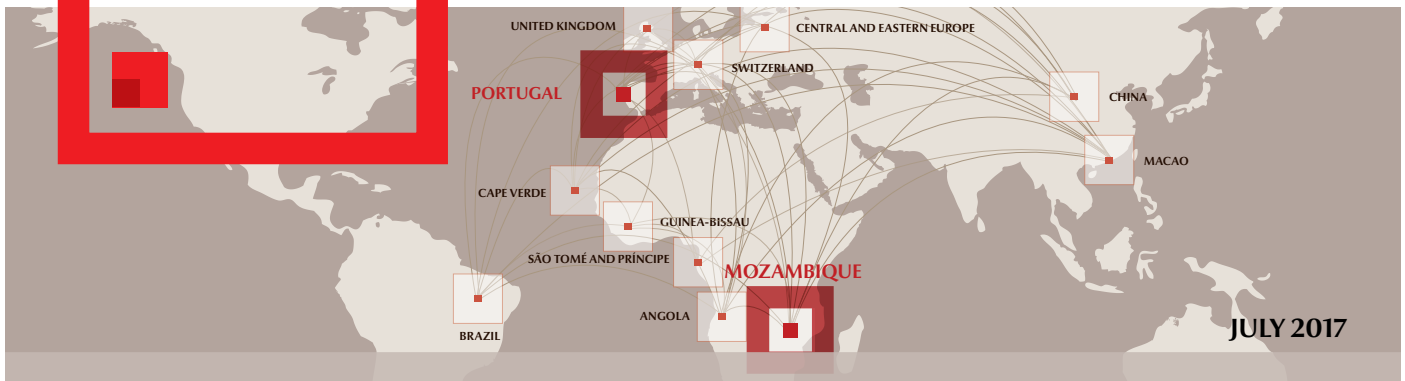 UNITED KINGDOM
CENTRAL AND EASTERN EUROPE
SWITZERLAND
PORTUGAL
CHINA
MACAO
CAPE VERDE
GUINEA-BISSAU
SÃO TOMÉ AND PRÍNCIPE
MOZAMBIQUE
ANGOLA
JULY 2017
BRAZIL